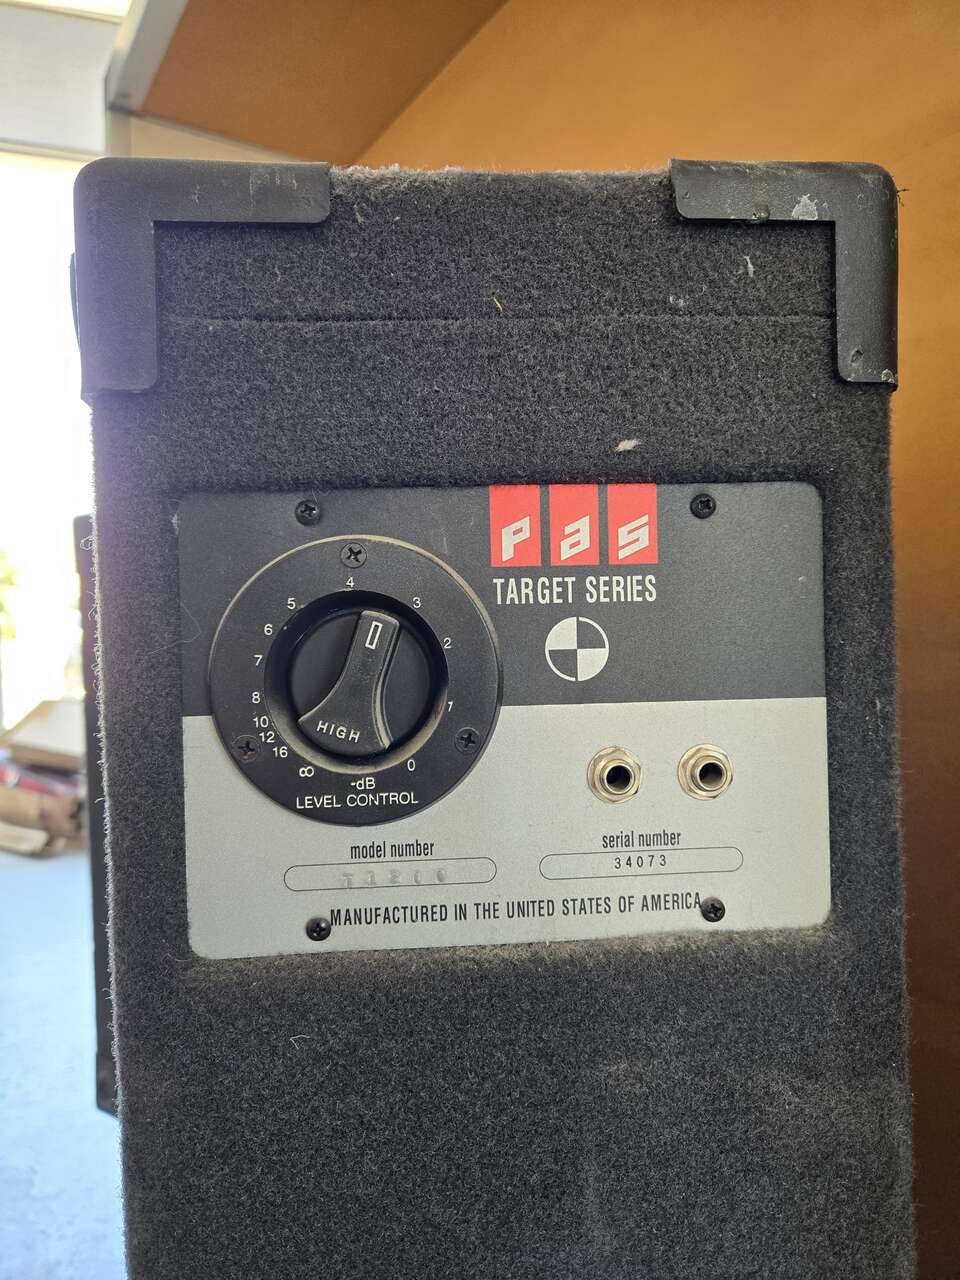 pas
TARGET SERIES
4
3
5
2
6
7
1
8
10
12
16
∞
0
HIGH
-dB
LEVEL CONTROL
model number
serial number
34073
MANUFACTURED IN THE UNITED STATES OF AMERICA